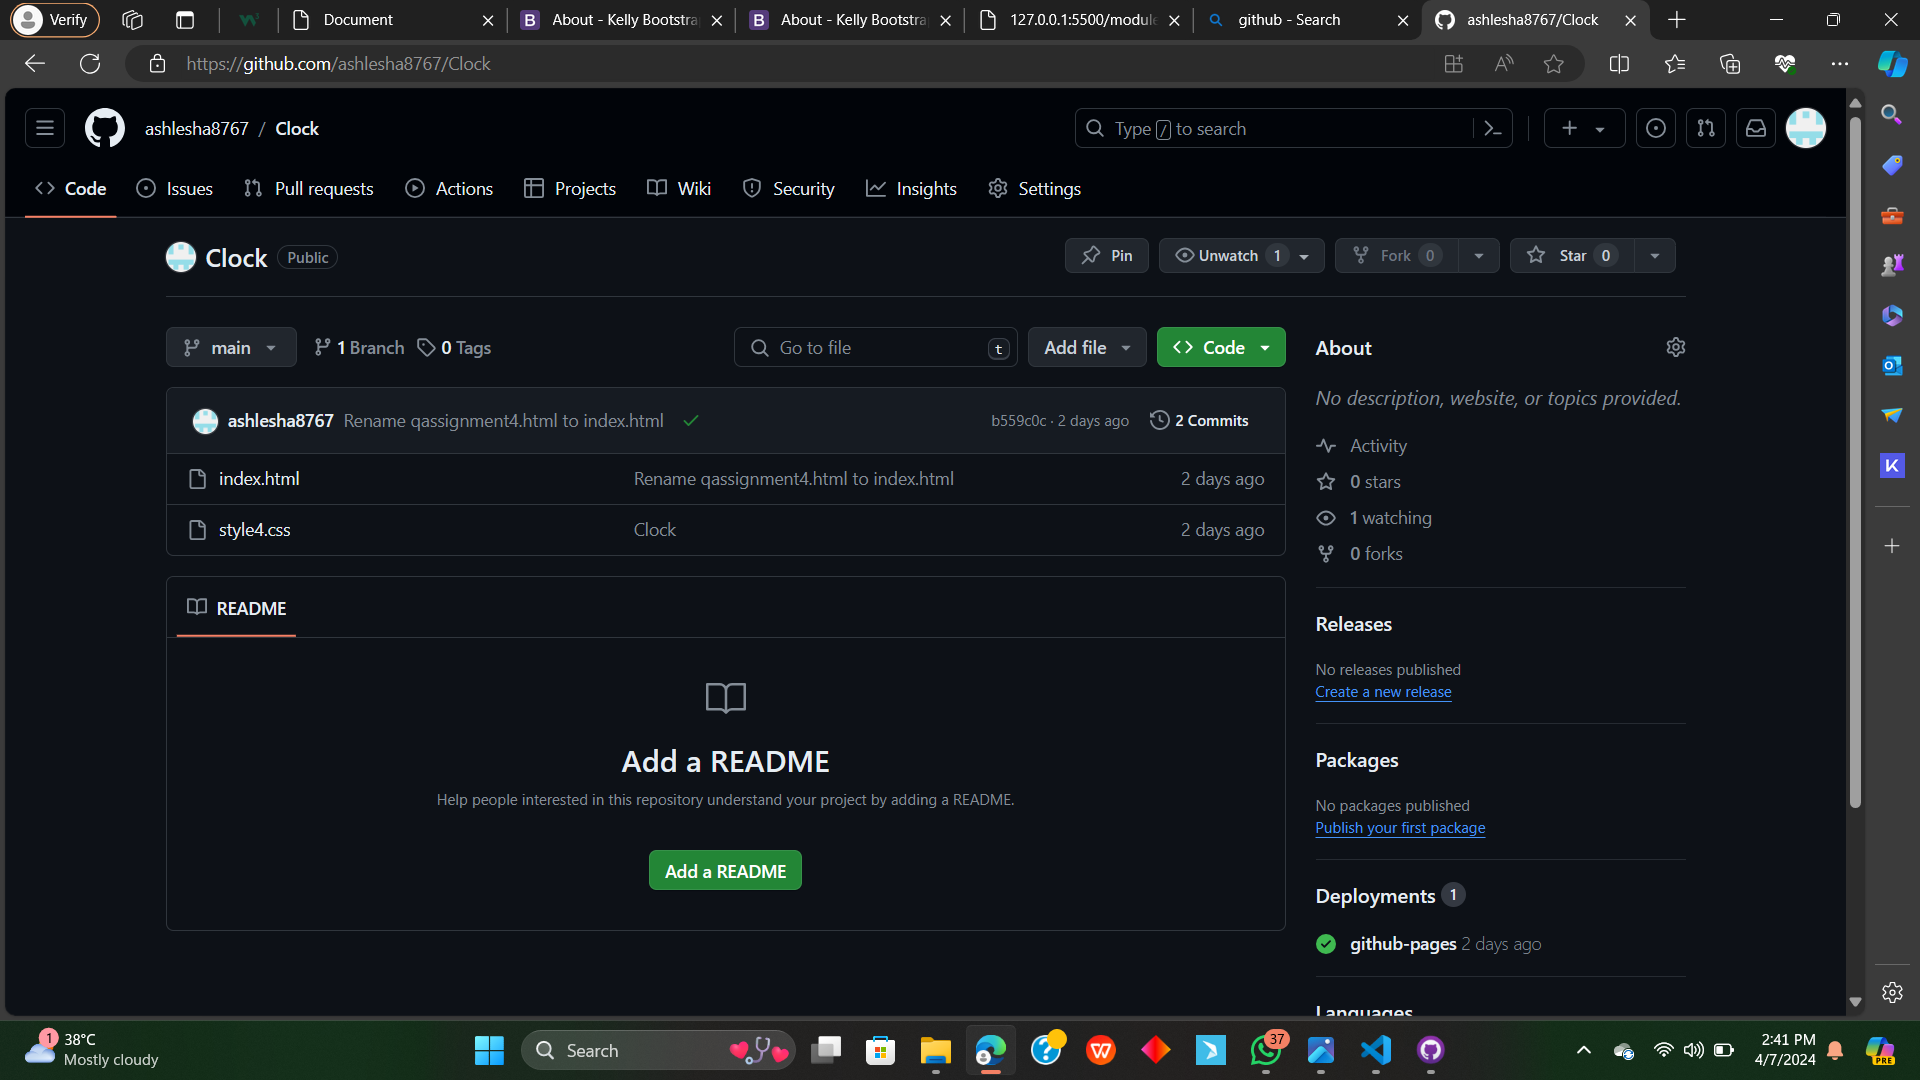 Verify
Document
About - Kelly Bootstra
About - Kelly Bootstra
127.0.0.1:5500/module
github - Search
ashlesha8767/Clock
https://github.com/ashlesha8767/Clock
ashlesha8767 / Clock
Type / to search
Code
Issues
Pull requests
Actions
Projects
Wiki
Security
Insights
Settings
Clock
Public
Pin
Unwatch 1
Fork 0
Star 0
main
1 Branch
0 Tags
Go to file
t
Add file
Code
ashlesha8767 Rename qassignment4.html to index.html
b559c0c · 2 days ago
2 Commits
index.html
Rename qassignment4.html to index.html
2 days ago
style4.css
Clock
2 days ago
README
Add a README
Help people interested in this repository understand your project by adding a README.
Add a README
About
No description, website, or topics provided.
Activity
0 stars
1 watching
0 forks
Releases
No releases published
Create a new release
Packages
No packages published
Publish your first package
Deployments 1
github-pages 2 days ago
Languages
K
1
38°C
Mostly cloudy
Search
37
2:41 PM
4/7/2024
PRE